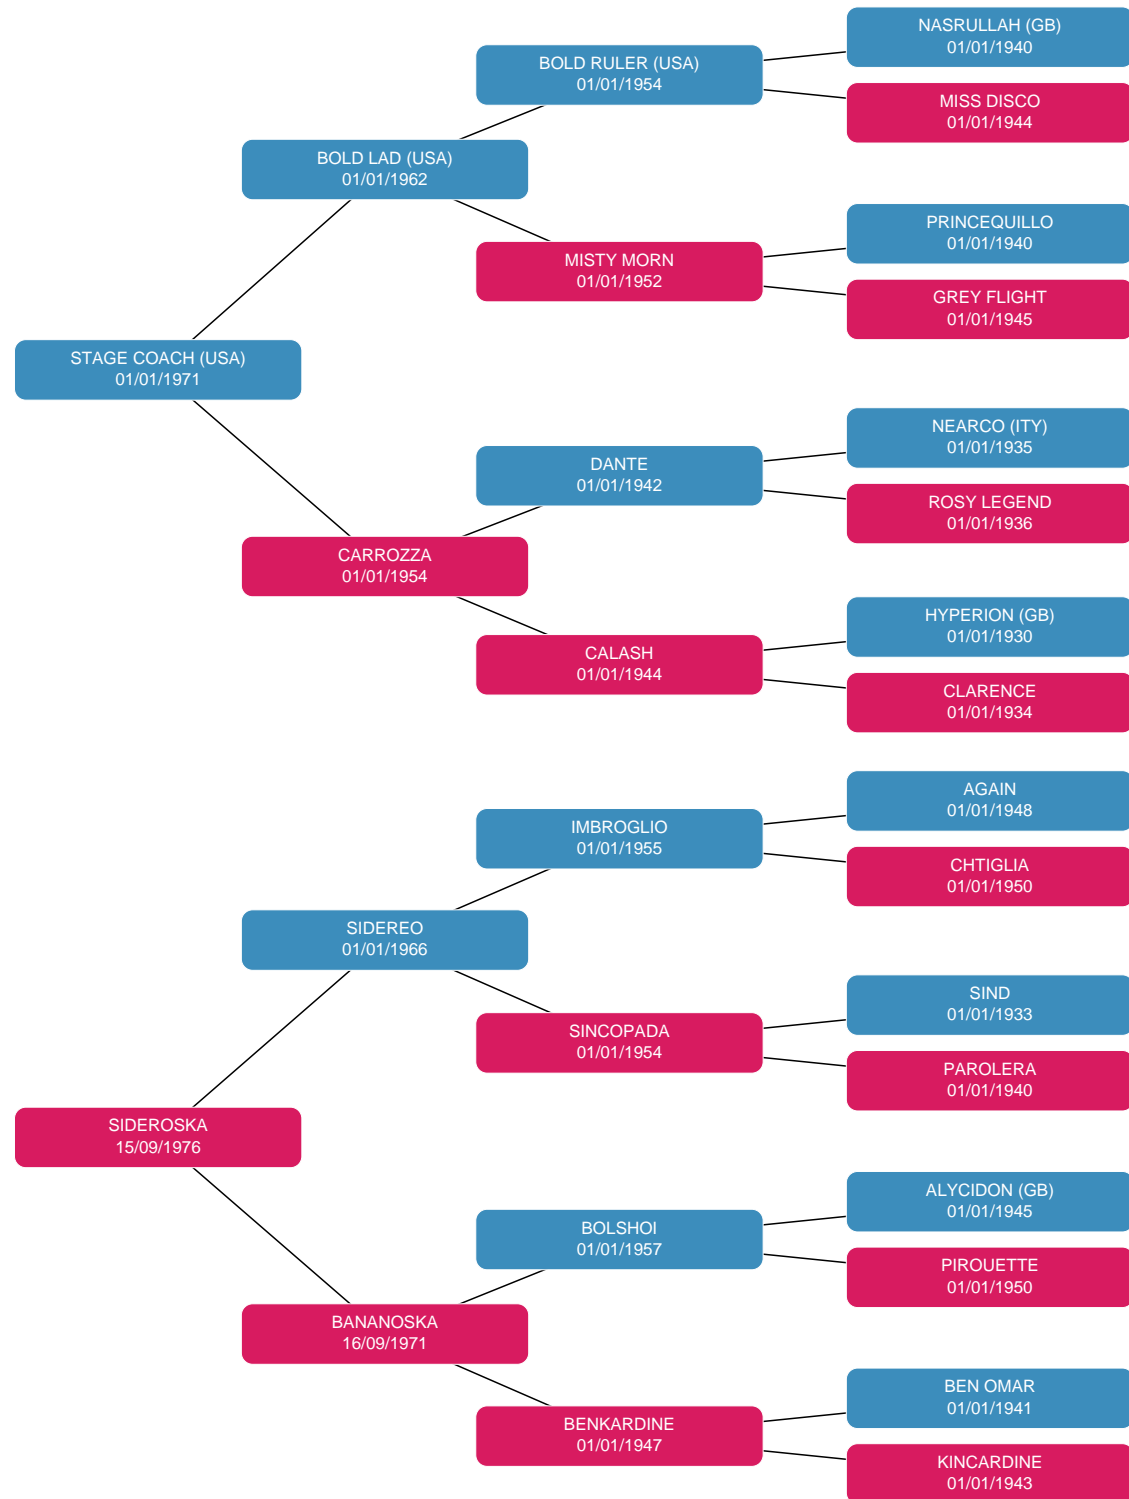 NASRULLAH (GB)
01/01/1940
BOLD RULER (USA)
01/01/1954
MISS DISCO
01/01/1944
BOLD LAD (USA)
01/01/1962
PRINCEQUILLO
01/01/1940
MISTY MORN
01/01/1952
GREY FLIGHT
01/01/1945
STAGE COACH (USA)
01/01/1971
NEARCO (ITY)
01/01/1935
DANTE
01/01/1942
ROSY LEGEND
01/01/1936
CARROZZA
01/01/1954
HYPERION (GB)
01/01/1930
CALASH
01/01/1944
CLARENCE
01/01/1934
AGAIN
01/01/1948
IMBROGLIO
01/01/1955
CHTIGLIA
01/01/1950
SIDEREO
01/01/1966
SIND
01/01/1933
SINCOPADA
01/01/1954
PAROLERA
01/01/1940
SIDEROSKA
15/09/1976
ALYCIDON (GB)
01/01/1945
BOLSHOI
01/01/1957
PIROUETTE
01/01/1950
BANANOSKA
16/09/1971
BEN OMAR
01/01/1941
BENKARDINE
01/01/1947
KINCARDINE
01/01/1943